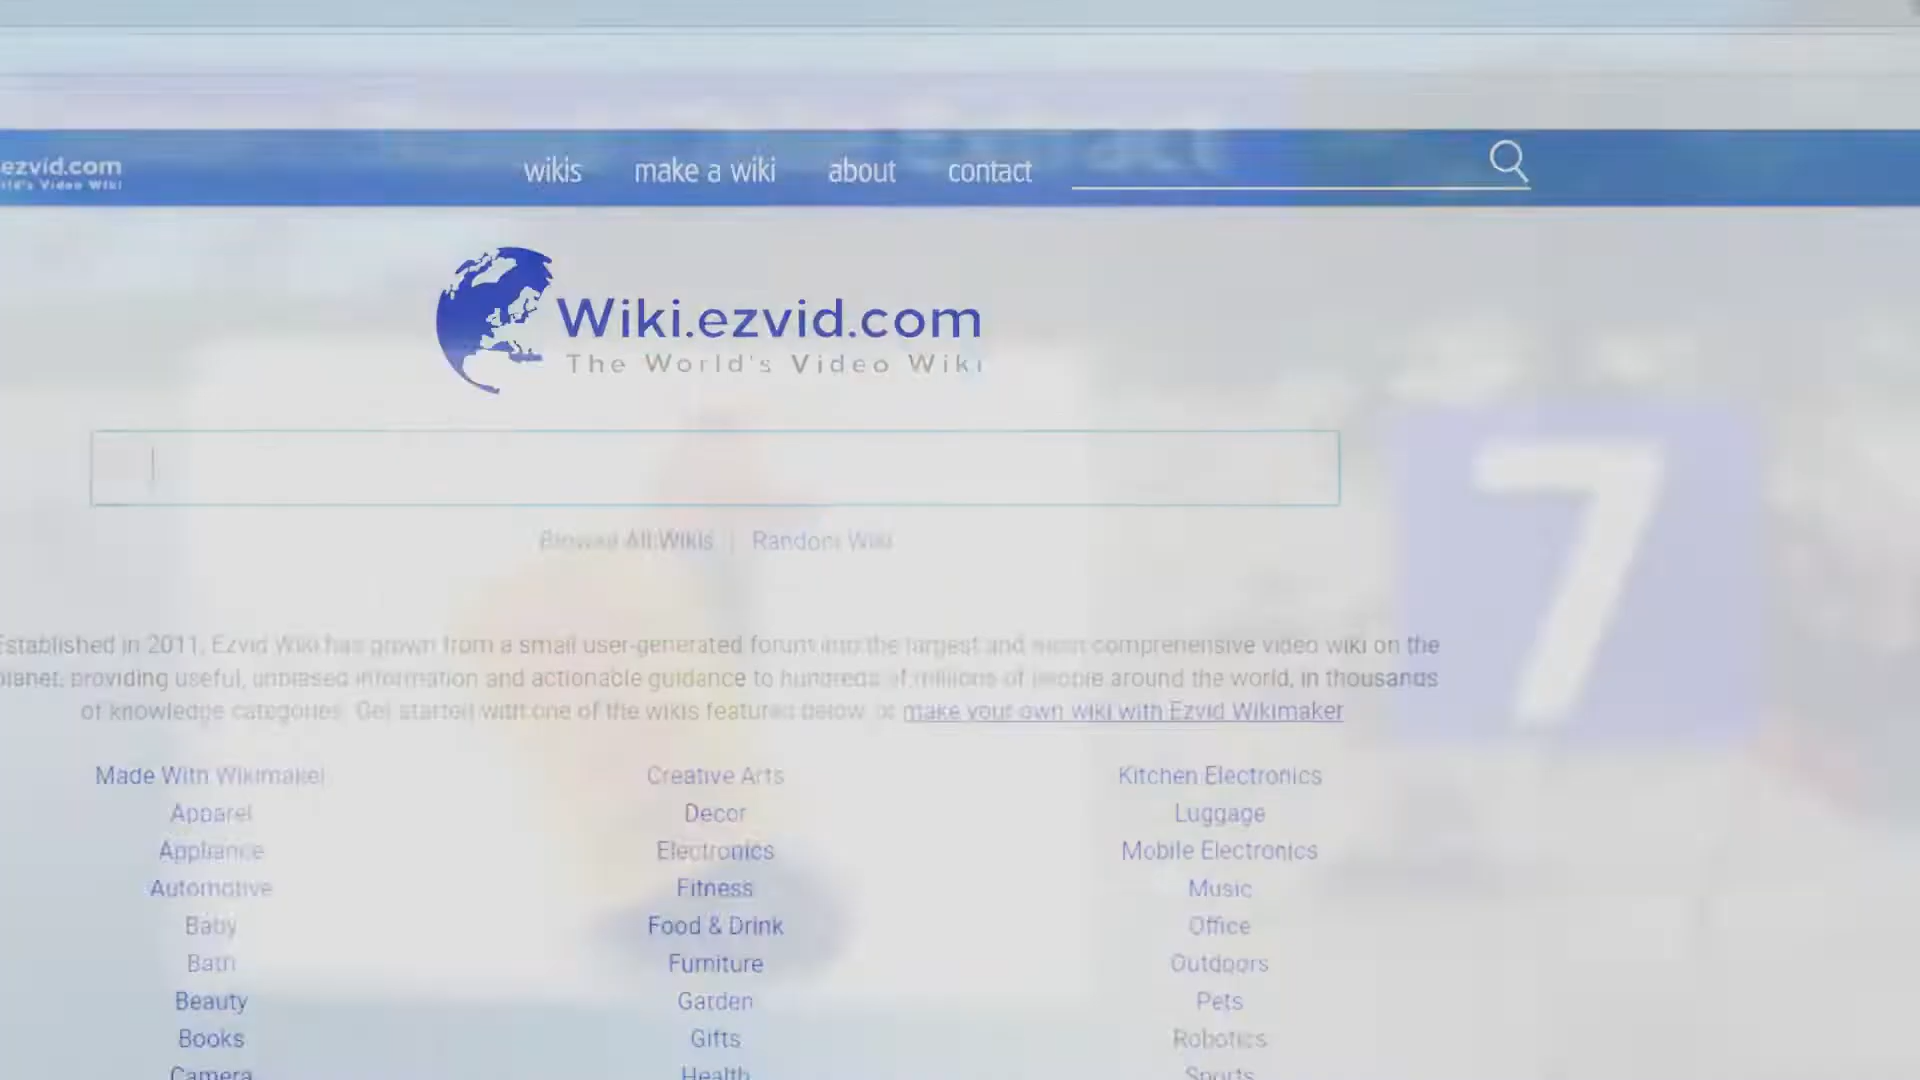 ezvid.com
wikis make a wiki about contact
Extract
Wiki.ezvid.com
The World's Video Wiki
Browse All Wikis | Random Wiki
7
Established in 2011, Ezvid Wiki has grown from a small user-generated forum into the largest and most comprehensive video wiki on the
planet, providing useful, unbiased information and actionable guidance to hundreds of millions of people around the world, in thousands
of knowledge categories. Get started with one of the wikis featured below, or make your own wiki with Ezvid Wikimaker
Made With Wikimaker Creative Arts Kitchen Electronics
Apparel Decor Luggage
Appliance Electronics Mobile Electronics
Automotive Fitness Music
Baby Food & Drink Office
Bath Furniture Outdoors
Beauty Garden Pets
Books Gifts Robotics
Camera Health Sports